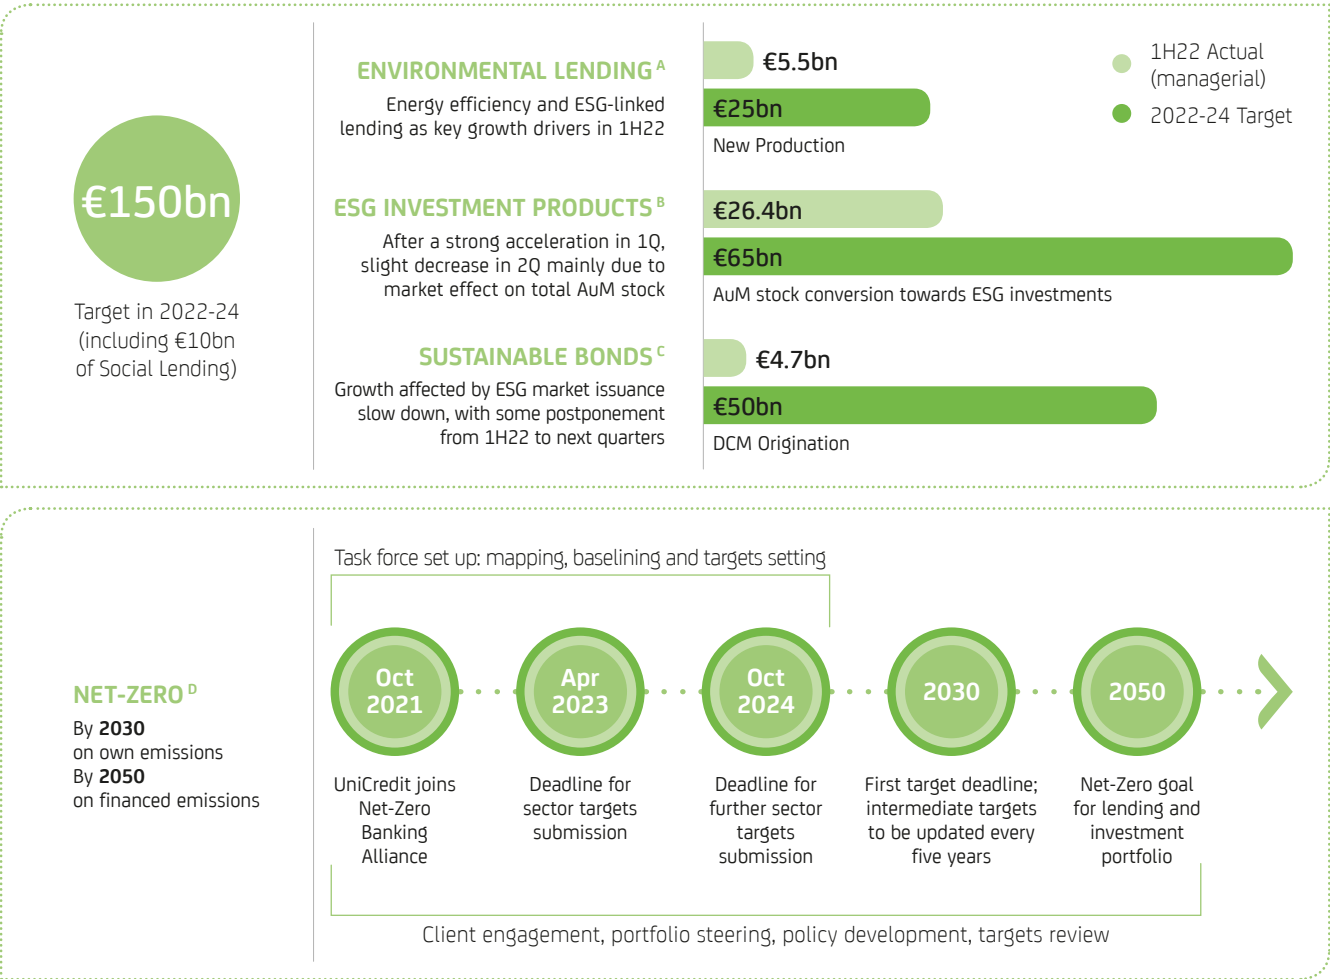 €150bn
Target in 2022-24
(including €10bn
of Social Lending)
ENVIRONMENTAL LENDING A
Energy efficiency and ESG-linked
lending as key growth drivers in 1H22
€5.5bn
€25bn
New Production
1H22 Actual
(managerial)
2022-24 Target
ESG INVESTMENT PRODUCTS B
After a strong acceleration in 1Q,
slight decrease in 2Q mainly due to
market effect on total AuM stock
€26.4bn
€65bn
AuM stock conversion towards ESG investments
SUSTAINABLE BONDS C
Growth affected by ESG market issuance
slow down, with some postponement
from 1H22 to next quarters
€4.7bn
€50bn
DCM Origination
NET-ZERO D
By 2030
on own emissions
By 2050
on financed emissions
Task force set up: mapping, baselining and targets setting
Oct
2021
UniCredit joins
Net-Zero
Banking
Alliance
Apr
2023
Deadline for
sector targets
submission
Oct
2024
Deadline for
further sector
targets
submission
2030
First target deadline;
intermediate targets
to be updated every
five years
2050
Net-Zero goal
for lending and
investment
portfolio
Client engagement, portfolio steering, policy development, targets review